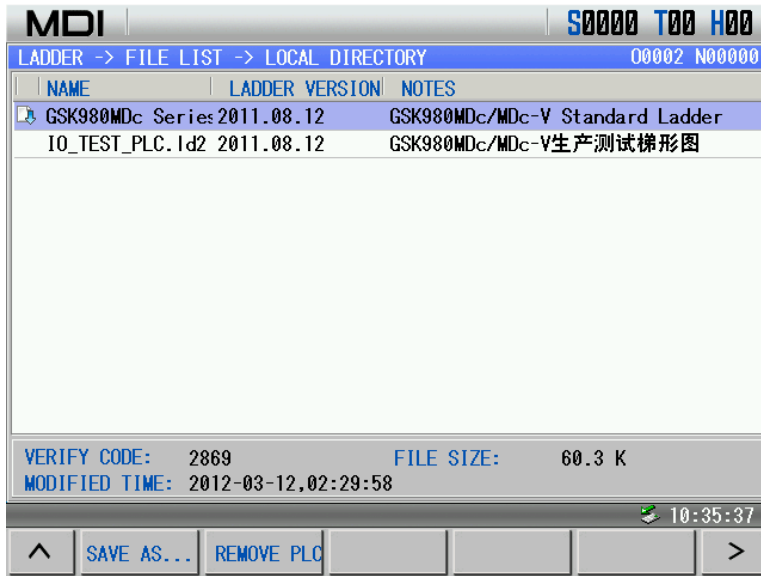 MDI S0000 T00 H00
LADDER -> FILE LIST -> LOCAL DIRECTORY O0002 N00000
NAME LADDER VERSION NOTES
GSK980MDc Series 2011.08.12 GSK980MDc/MDc-V Standard Ladder
IO_TEST_PLC.ld2 2011.08.12 GSK980MDc/MDc-V生产测试梯形图
VERIFY CODE: 2869 FILE SIZE: 60.3 K
MODIFIED TIME: 2012-03-12,02:29:58
10:35:37
^ SAVE AS... REMOVE PLC >